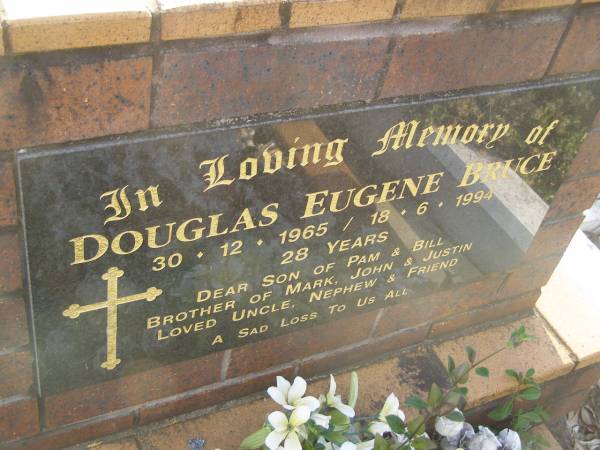 In Loving Memory of
DOUGLAS EUGENE BRUCE
30 · 12 · 1965 / 18 · 6 · 1994
28 YEARS
DEAR SON OF PAM & BILL
BROTHER OF MARK, JOHN & JUSTIN
LOVED UNCLE, NEPHEW & FRIEND
A SAD LOSS TO US ALL